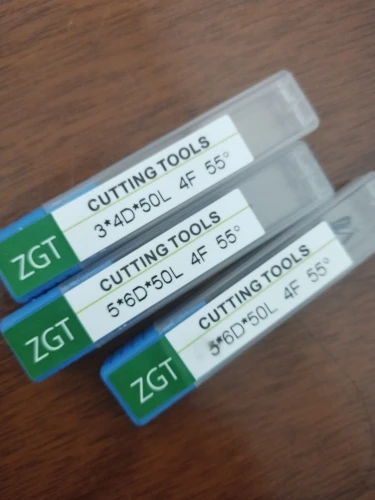 ZGT
CUTTING TOOLS
3*4D*50L 4F 55°
ZGT
CUTTING TOOLS
5*6D*50L 4F 55°
ZGT
CUTTING TOOLS
5*6D*50L 4F 55°